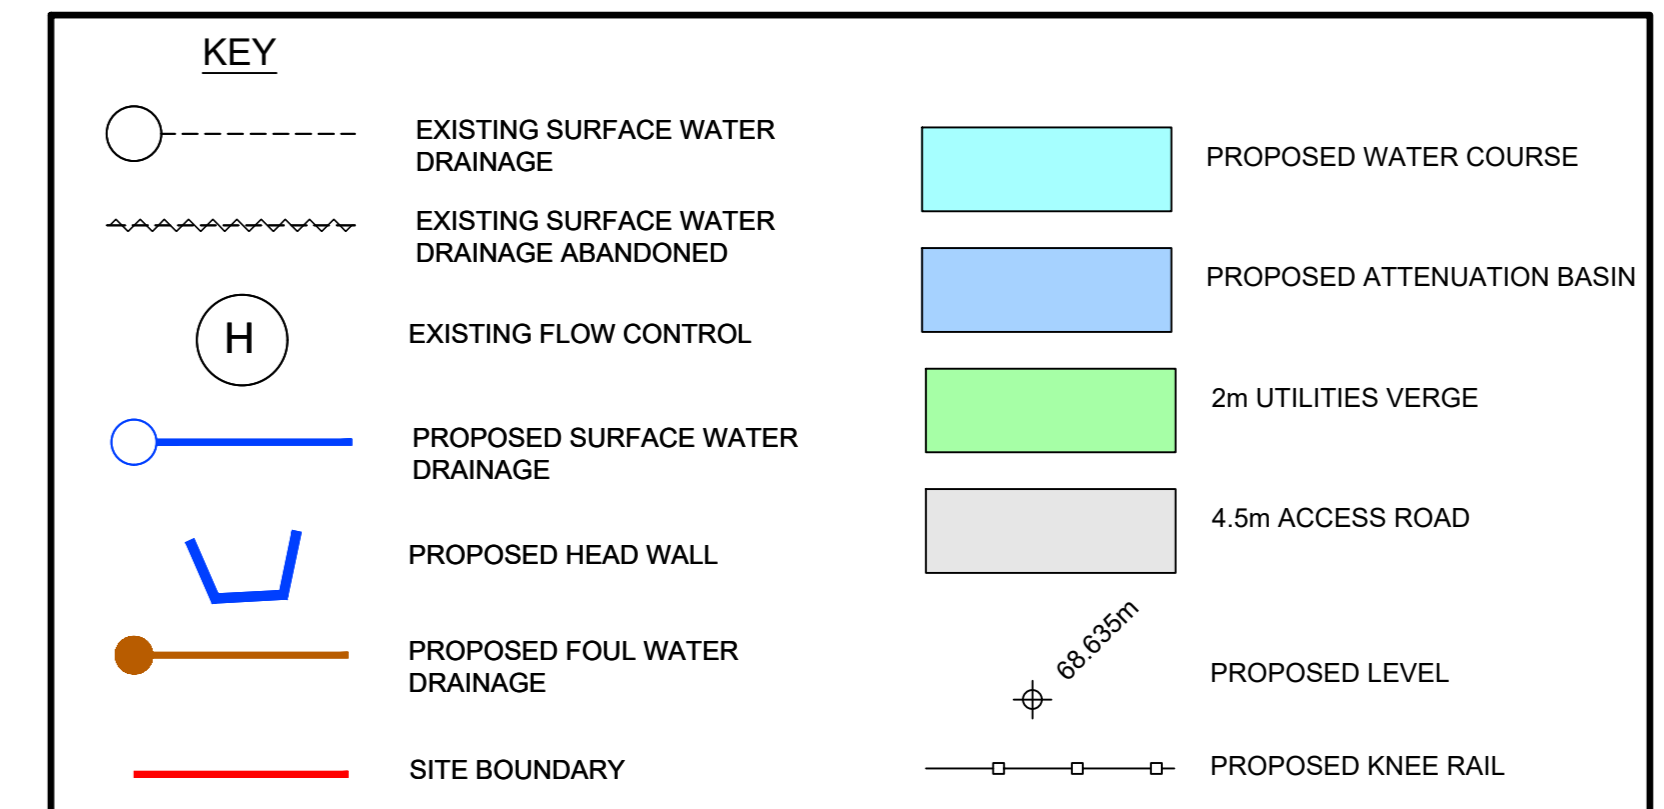 KEY
EXISTING SURFACE WATER
DRAINAGE
EXISTING SURFACE WATER
DRAINAGE ABANDONED
H
EXISTING FLOW CONTROL
PROPOSED SURFACE WATER
DRAINAGE
PROPOSED HEAD WALL
PROPOSED FOUL WATER
DRAINAGE
SITE BOUNDARY
PROPOSED WATER COURSE
PROPOSED ATTENUATION BASIN
2m UTILITIES VERGE
4.5m ACCESS ROAD
68.635m
PROPOSED LEVEL
PROPOSED KNEE RAIL